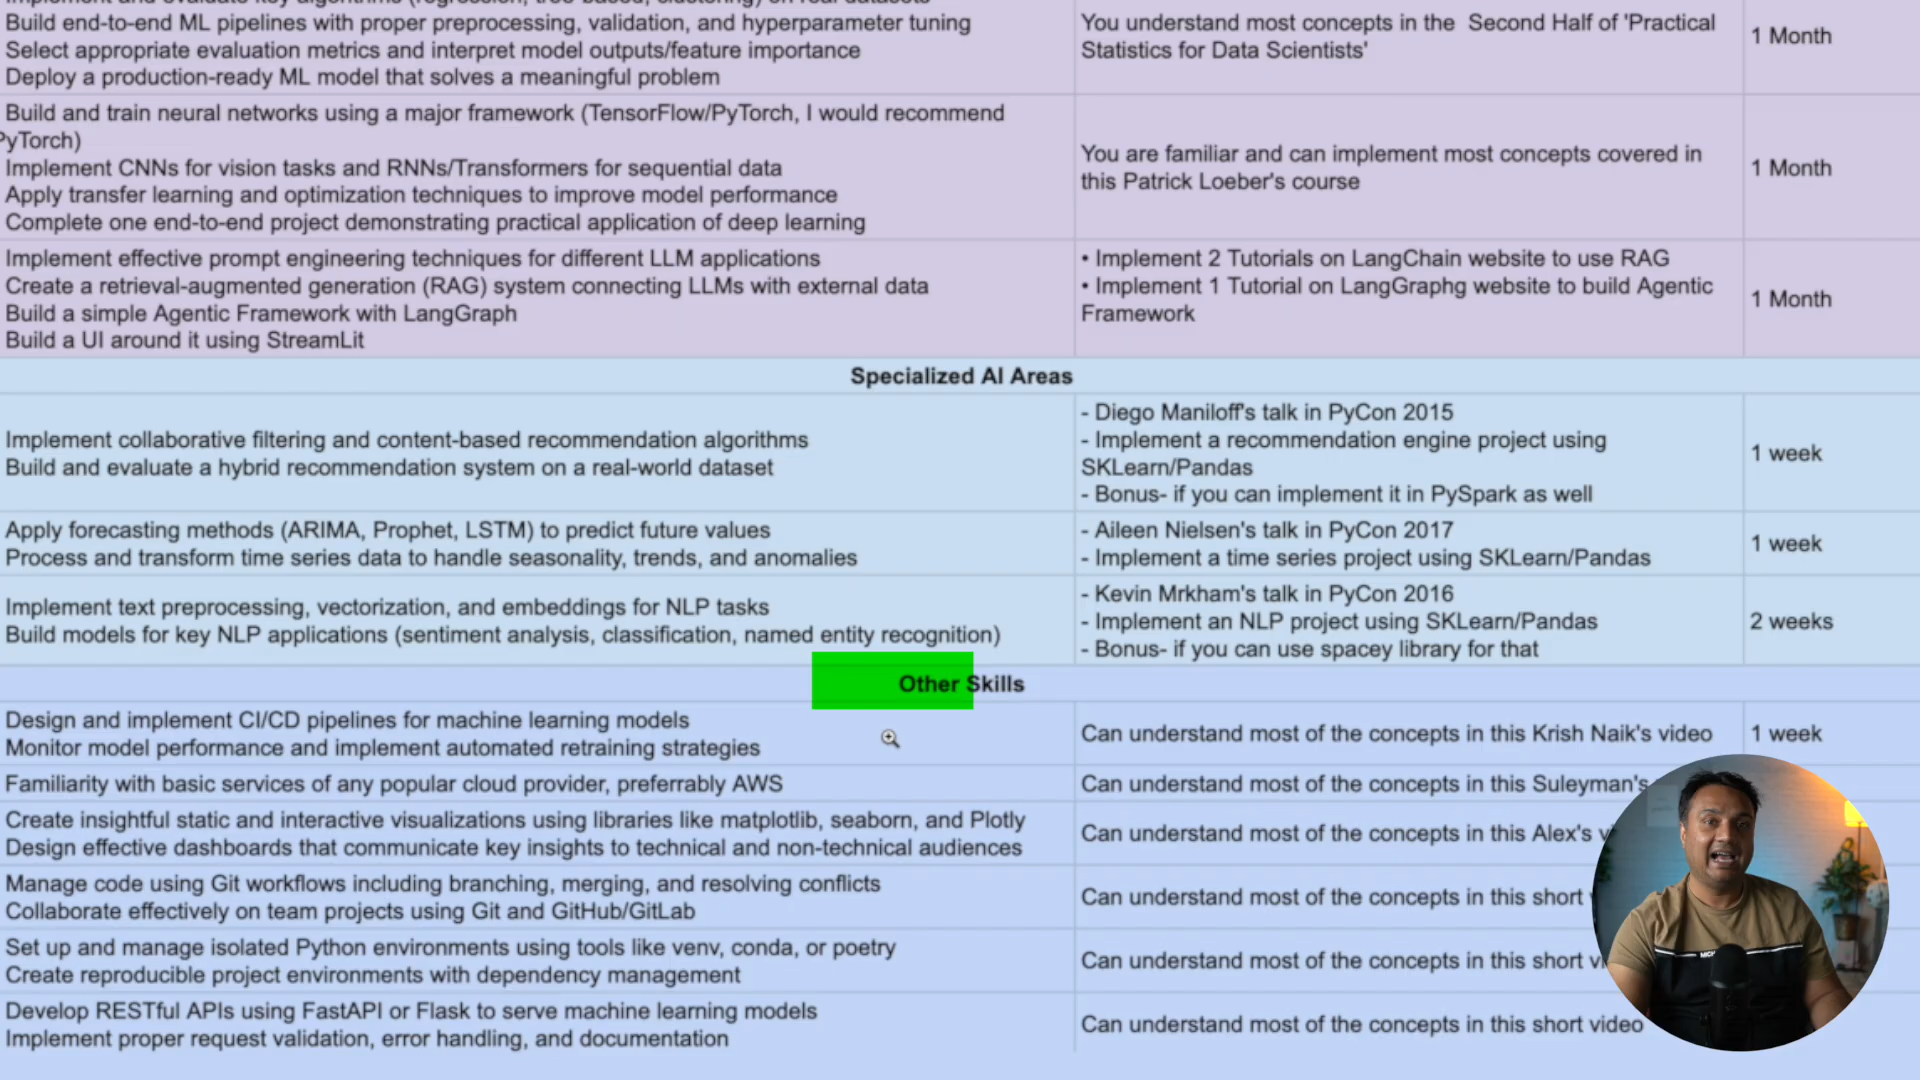 Implement and evaluate key algorithms (regression, tree-based, clustering) on real datasets
Build end-to-end ML pipelines with proper preprocessing, validation, and hyperparameter tuning
Select appropriate evaluation metrics and interpret model outputs/feature importance
Deploy a production-ready ML model that solves a meaningful problem
You understand most concepts in the  Second Half of 'Practical
Statistics for Data Scientists'
1 Month
Build and train neural networks using a major framework (TensorFlow/PyTorch, I would recommend
PyTorch)
Implement CNNs for vision tasks and RNNs/Transformers for sequential data
Apply transfer learning and optimization techniques to improve model performance
Complete one end-to-end project demonstrating practical application of deep learning
You are familiar and can implement most concepts covered in
this Patrick Loeber's course
1 Month
Implement effective prompt engineering techniques for different LLM applications
Create a retrieval-augmented generation (RAG) system connecting LLMs with external data
Build a simple Agentic Framework with LangGraph
Build a UI around it using StreamLit
• Implement 2 Tutorials on LangChain website to use RAG
• Implement 1 Tutorial on LangGraphg website to build Agentic
Framework
1 Month
Specialized AI Areas
Implement collaborative filtering and content-based recommendation algorithms
Build and evaluate a hybrid recommendation system on a real-world dataset
- Diego Maniloff's talk in PyCon 2015
- Implement a recommendation engine project using
SKLearn/Pandas
- Bonus- if you can implement it in PySpark as well
1 week
Apply forecasting methods (ARIMA, Prophet, LSTM) to predict future values
Process and transform time series data to handle seasonality, trends, and anomalies
- Aileen Nielsen's talk in PyCon 2017
- Implement a time series project using SKLearn/Pandas
1 week
Implement text preprocessing, vectorization, and embeddings for NLP tasks
Build models for key NLP applications (sentiment analysis, classification, named entity recognition)
- Kevin Mrkham's talk in PyCon 2016
- Implement an NLP project using SKLearn/Pandas
- Bonus- if you can use spacey library for that
2 weeks
Other Skills
Design and implement CI/CD pipelines for machine learning models
Monitor model performance and implement automated retraining strategies
Can understand most of the concepts in this Krish Naik's video
1 week
Familiarity with basic services of any popular cloud provider, preferrably AWS
Can understand most of the concepts in this Suleyman's
Create insightful static and interactive visualizations using libraries like matplotlib, seaborn, and Plotly
Design effective dashboards that communicate key insights to technical and non-technical audiences
Can understand most of the concepts in this Alex's
Manage code using Git workflows including branching, merging, and resolving conflicts
Collaborate effectively on team projects using Git and GitHub/GitLab
Can understand most of the concepts in this short
Set up and manage isolated Python environments using tools like venv, conda, or poetry
Create reproducible project environments with dependency management
Can understand most of the concepts in this short
Develop RESTful APIs using FastAPI or Flask to serve machine learning models
Implement proper request validation, error handling, and documentation
Can understand most of the concepts in this short video